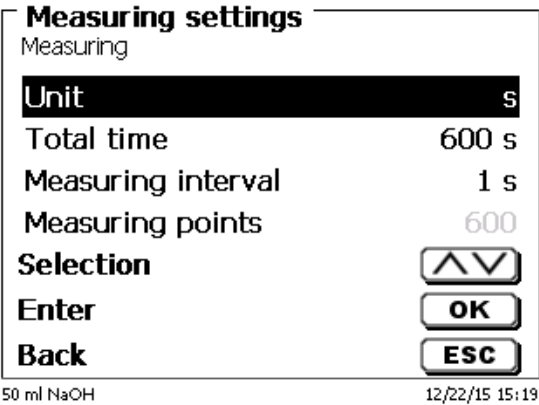 Measuring settings
Measuring
Unit s
Total time 600 s
Measuring interval 1 s
Measuring points 600
Selection
Enter OK
Back ESC
50 ml NaOH 12/22/15 15:19